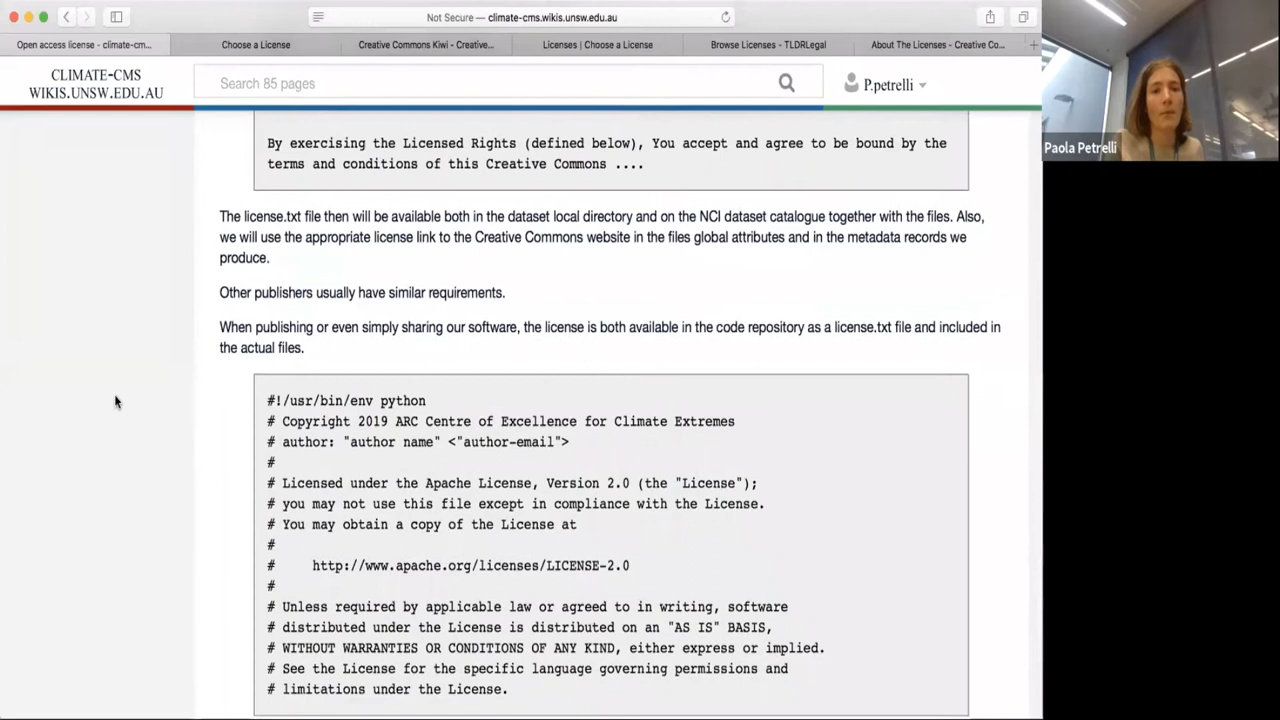 Not Secure — climate-cms.wikis.unsw.edu.au
Open access license - climate-cm...
Choose a License
Creative Commons Kiwi - Creative...
Licenses | Choose a License
Browse Licenses - TLDRLegal
About The Licenses - Creative Co...
CLIMATE-CMS
WIKIS.UNSW.EDU.AU
Search 85 pages
P.petrelli
Paola Petrelli
By exercising the Licensed Rights (defined below), You accept and agree to be bound by the
terms and conditions of this Creative Commons ....
The license.txt file then will be available both in the dataset local directory and on the NCI dataset catalogue together with the files. Also,
we will use the appropriate license link to the Creative Commons website in the files global attributes and in the metadata records we
produce.
Other publishers usually have similar requirements.
When publishing or even simply sharing our software, the license is both available in the code repository as a license.txt file and included in
the actual files.
#!/usr/bin/env python
# Copyright 2019 ARC Centre of Excellence for Climate Extremes
# author: "author name" <"author-email">
#
# Licensed under the Apache License, Version 2.0 (the "License");
# you may not use this file except in compliance with the License.
# You may obtain a copy of the License at
#
# http://www.apache.org/licenses/LICENSE-2.0
#
# Unless required by applicable law or agreed to in writing, software
# distributed under the License is distributed on an "AS IS" BASIS,
# WITHOUT WARRANTIES OR CONDITIONS OF ANY KIND, either express or implied.
# See the License for the specific language governing permissions and
# limitations under the License.